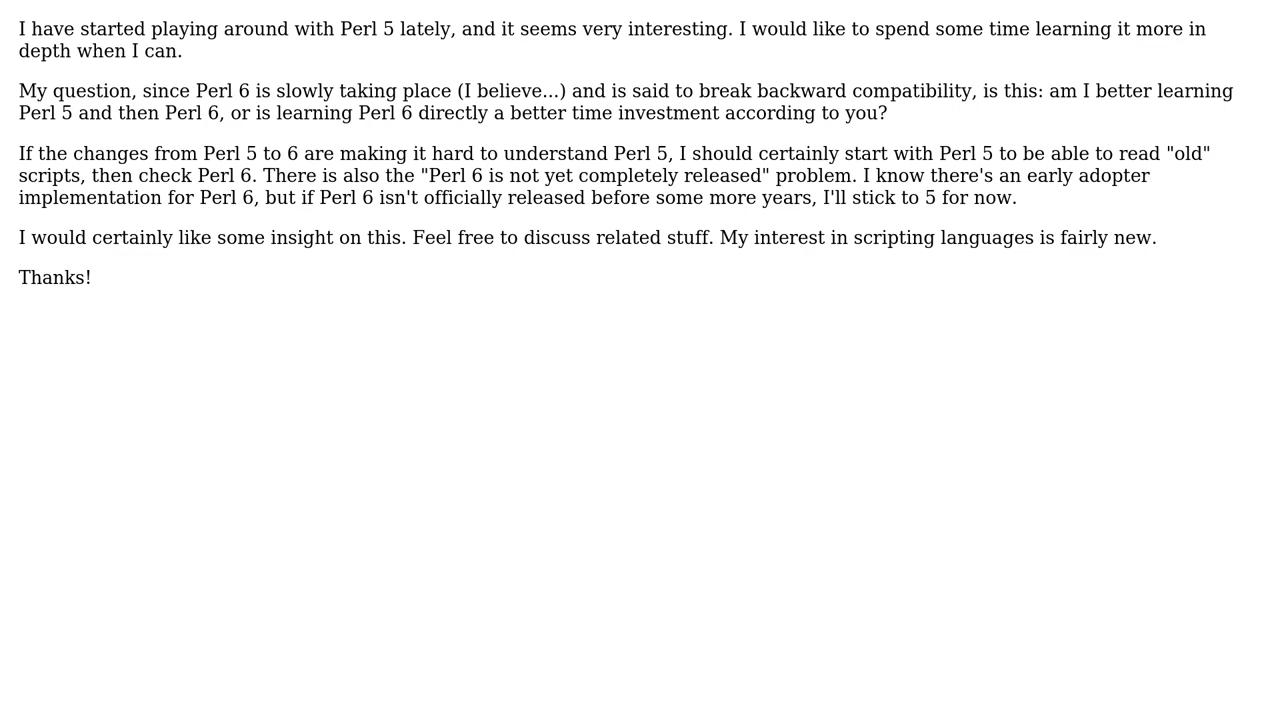 I have started playing around with Perl 5 lately, and it seems very interesting. I would like to spend some time learning it more in
depth when I can.
My question, since Perl 6 is slowly taking place (I believe...) and is said to break backward compatibility, is this: am I better learning
Perl 5 and then Perl 6, or is learning Perl 6 directly a better time investment according to you?
If the changes from Perl 5 to 6 are making it hard to understand Perl 5, I should certainly start with Perl 5 to be able to read "old"
scripts, then check Perl 6. There is also the "Perl 6 is not yet completely released" problem. I know there's an early adopter
implementation for Perl 6, but if Perl 6 isn't officially released before some more years, I'll stick to 5 for now.
I would certainly like some insight on this. Feel free to discuss related stuff. My interest in scripting languages is fairly new.
Thanks!